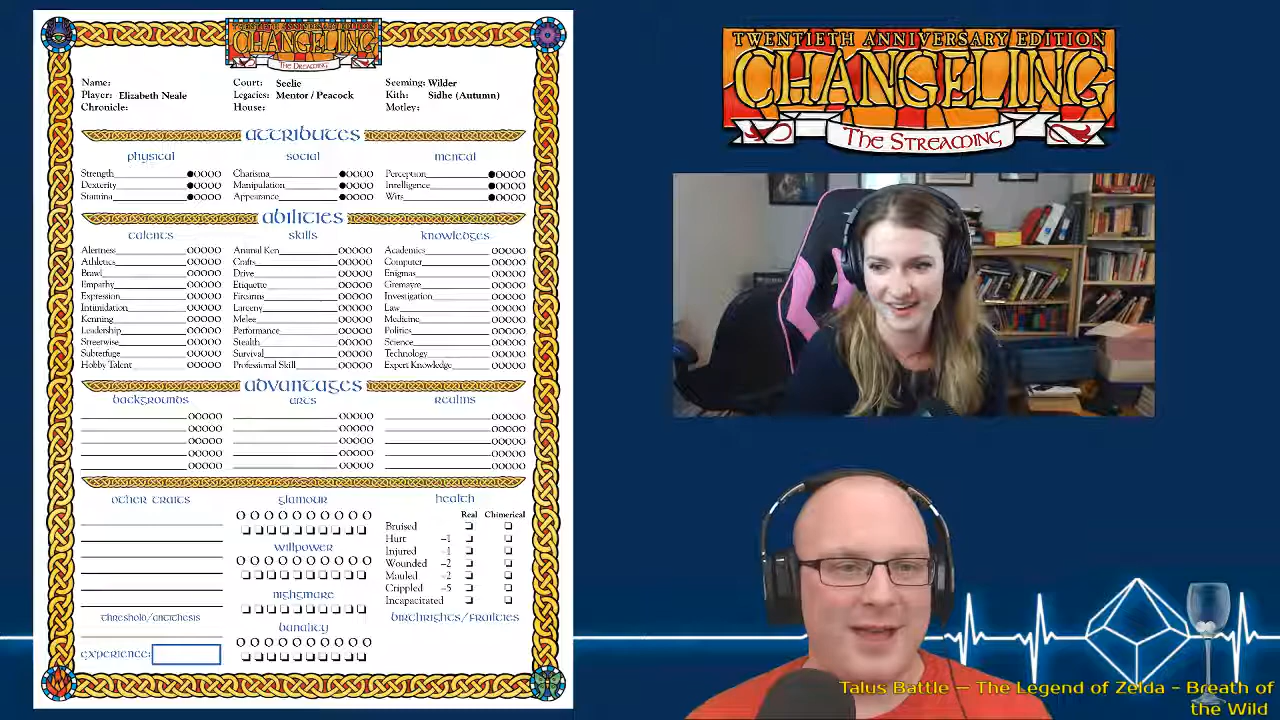 TWENTIETH ANNIVERSARY EDITION
CHANGELING
The Dreaming
Name: Court: Seelie Seeming: Wilder
Player: Elizabeth Neale Legacies: Mentor / Peacock Kith: Sidhe (Autumn)
Chronicle: House: Motley:
attributes
physical social mental
Strength Charisma Perception
Dexterity Manipulation Intelligence
Stamina Appearance Wits
abilities
talents skills knowledges
Alertness Animal Ken Academics
Athletics Crafts Computer
Brawl Drive Enigmas
Empathy Etiquette Gremayre
Expression Firearms Investigation
Intimidation Larceny Law
Kenning Melee Medicine
Leadership Performance Politics
Streetwise Stealth Science
Subterfuge Survival Technology
Hobby Talent Professional Skill Expert Knowledge
advantages
backgrounds arts realms
other traits glamour health
Real Chimerical
Bruised
Hurt -1
Injured -1
willpower
Wounded -2
Mauled -2
Crippled -5
nightmare
Incapacitated
threshold/antithesis birthrights/frailties
banality
experience:
TWENTIETH ANNIVERSARY EDITION
CHANGELING
The Streaming
Talus Battle — The Legend of Zelda - Breath of
the Wild